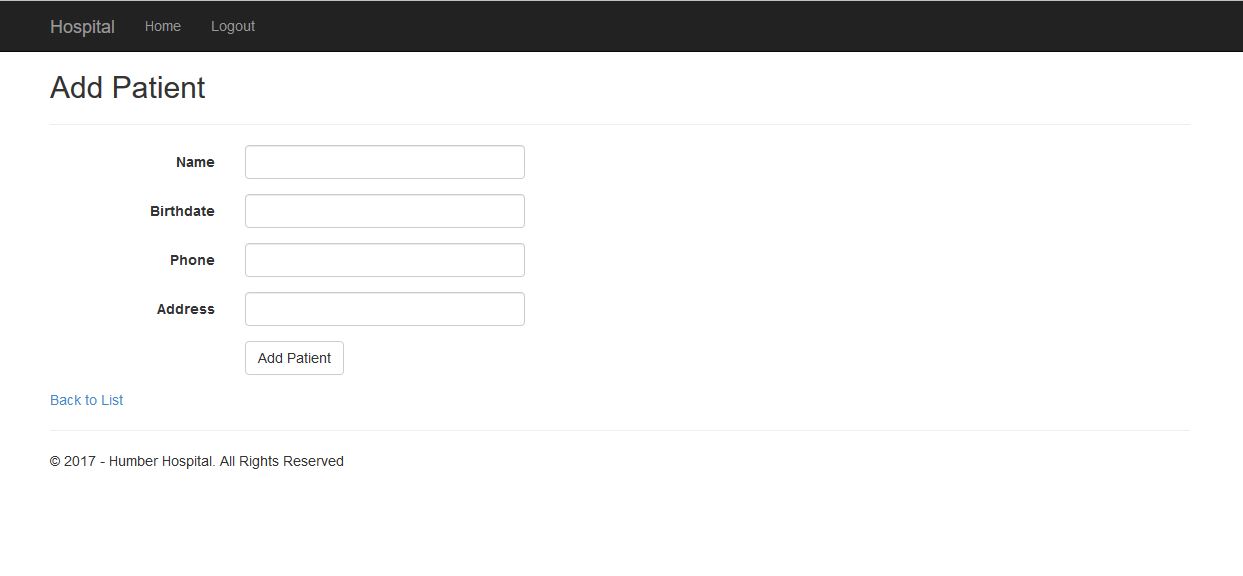 Hospital Home Logout
Add Patient
Name
Birthdate
Phone
Address
Add Patient
Back to List
© 2017 - Humber Hospital. All Rights Reserved